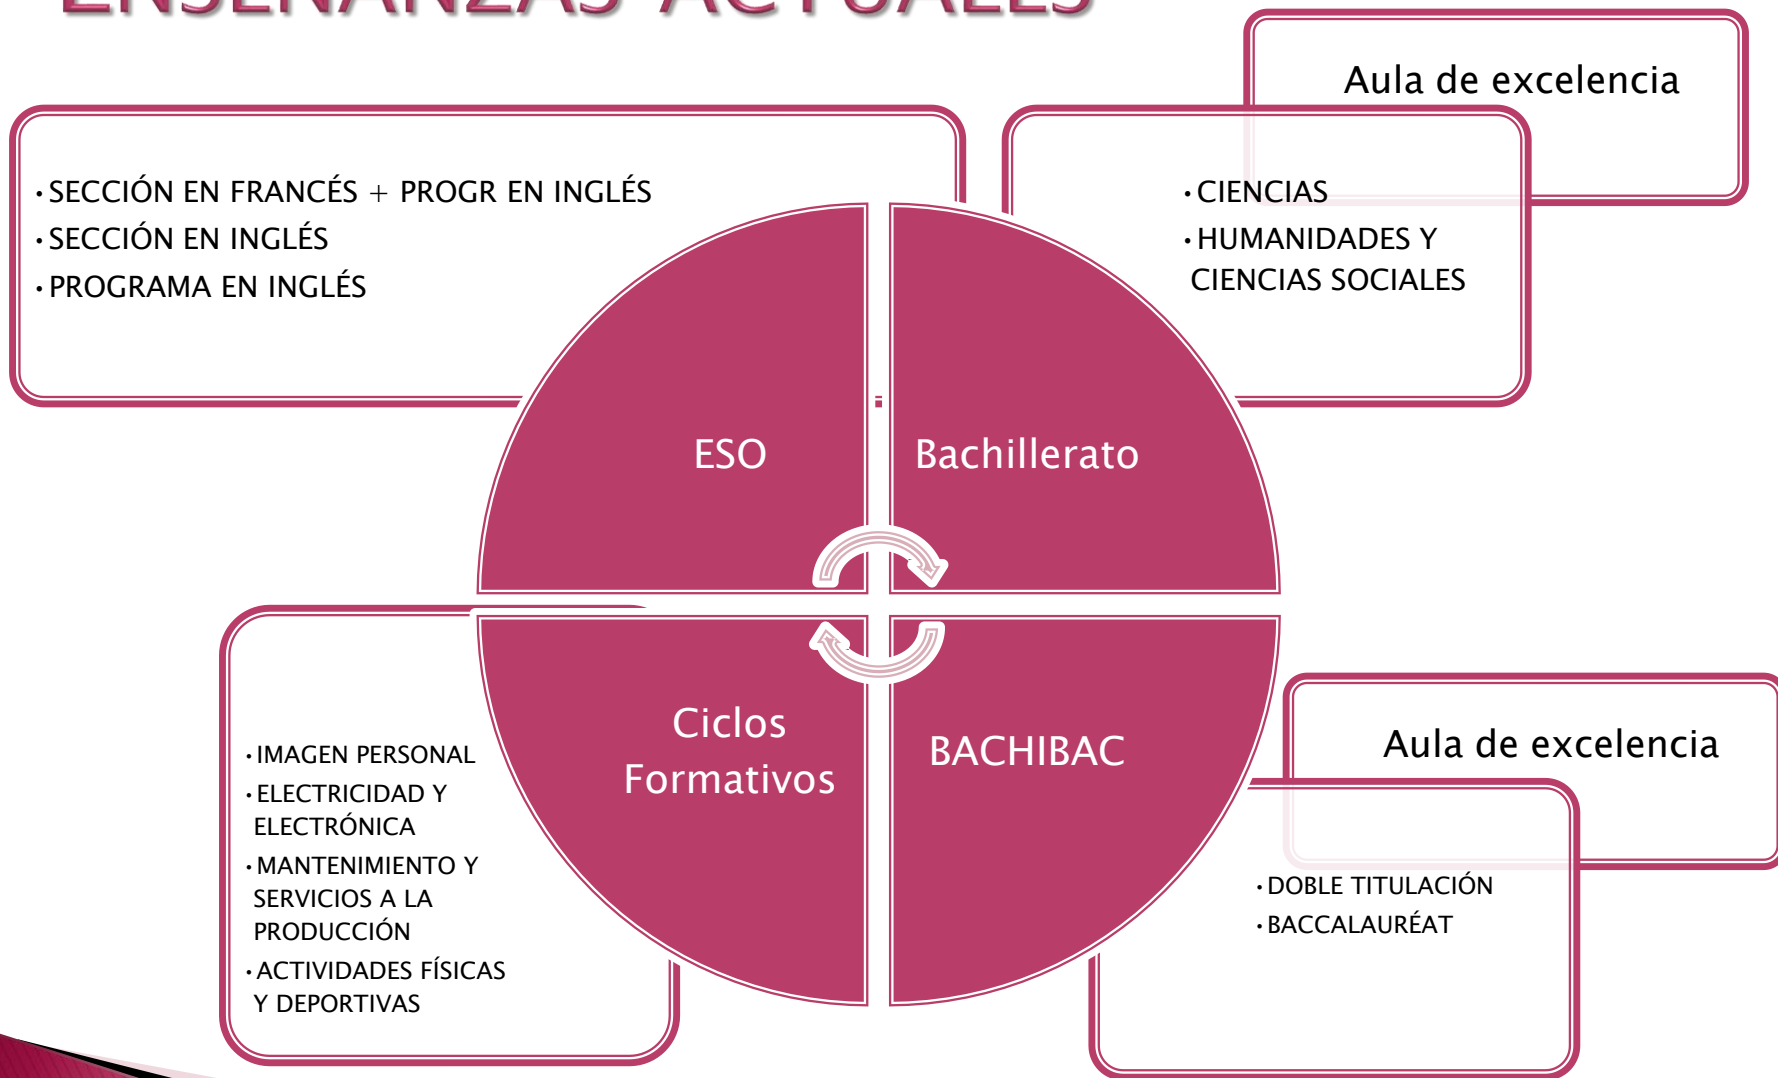 ENSEÑANZAS ACTUALES
Aula de excelencia
• SECCIÓN EN FRANCÉS + PROGR EN INGLÉS
• SECCIÓN EN INGLÉS
• PROGRAMA EN INGLÉS
• CIENCIAS
• HUMANIDADES Y
CIENCIAS SOCIALES
ESO
Bachillerato
Ciclos
Formativos
BACHIBAC
• IMAGEN PERSONAL
• ELECTRICIDAD Y
ELECTRÓNICA
• MANTENIMIENTO Y
SERVICIOS A LA
PRODUCCIÓN
• ACTIVIDADES FÍSICAS
Y DEPORTIVAS
Aula de excelencia
• DOBLE TITULACIÓN
• BACCALAURÉAT